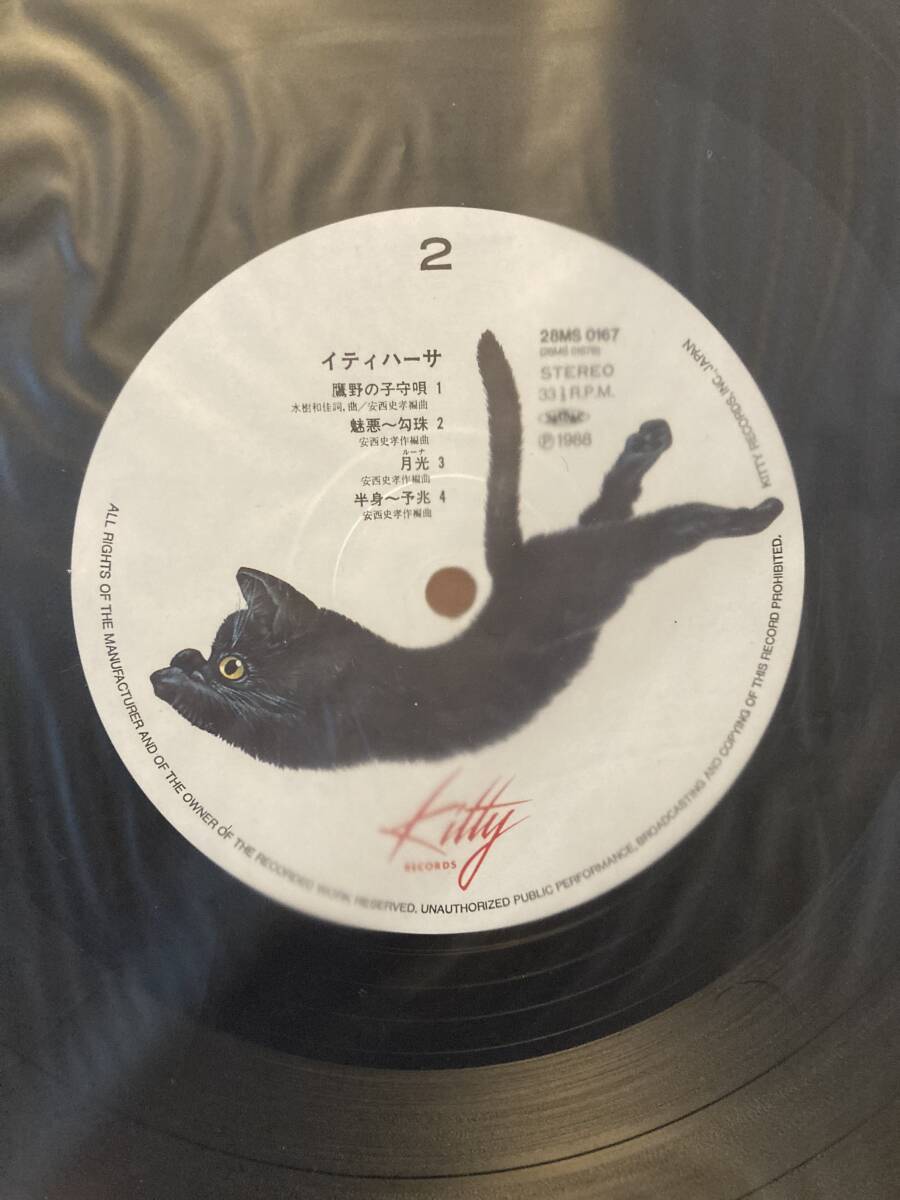 2
イティハーサ
鷹野の子守唄 1
水樹和佳詞,曲/安西史孝編曲
魅悪〜勾珠 2
安西史孝作編曲
ルーナ
月光 3
安西史孝作編曲
半身〜予兆 4
安西史孝作編曲
28MS 0167
(28MS 0167B)
STEREO
33⅓ R.P.M.
Ⓟ1988
KITTY RECORDS, INC., JAPAN
Kitty
RECORDS
ALL RIGHTS OF THE MANUFACTURER AND OF THE OWNER OF THE RECORDED WORK RESERVED. UNAUTHORIZED PUBLIC PERFORMANCE, BROADCASTING AND COPYING OF THIS RECORD PROHIBITED.